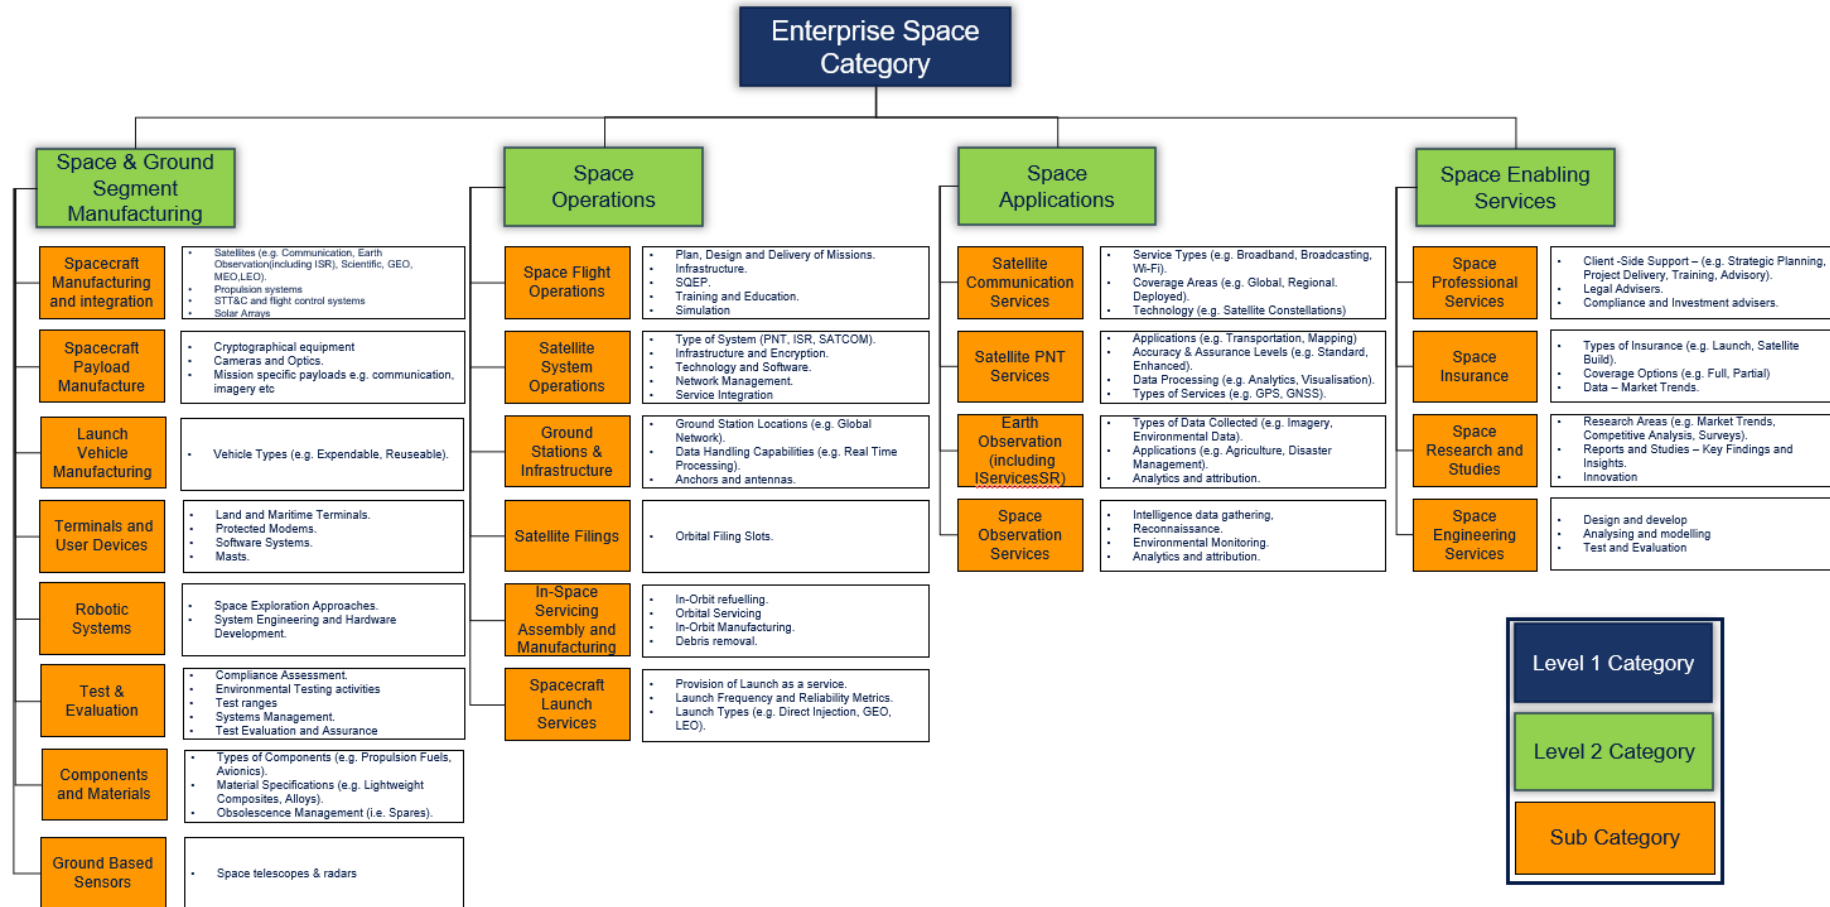 Enterprise Space
Category
Space & Ground
Segment
Manufacturing
Spacecraft
Manufacturing
and integration
• Satellites (e.g. Communication, Earth
Observation(including ISR), Scientific, GEO,
MEO,LEO).
• Propulsion systems
• STT&C and flight control systems
• Solar Arrays
Spacecraft
Payload
Manufacture
• Cryptographical equipment
• Cameras and Optics.
• Mission specific payloads e.g. communication,
imagery etc
Launch
Vehicle
Manufacturing
• Vehicle Types (e.g. Expendable, Reuseable).
Terminals and
User Devices
• Land and Maritime Terminals.
• Protected Modems.
• Software Systems.
• Masts.
Robotic
Systems
• Space Exploration Approaches.
• System Engineering and Hardware
Development.
Test &
Evaluation
• Compliance Assessment.
• Environmental Testing activities
• Test ranges
• Systems Management.
• Test Evaluation and Assurance
Components
and Materials
• Types of Components (e.g. Propulsion Fuels,
Avionics).
• Material Specifications (e.g. Lightweight
Composites, Alloys).
• Obsolescence Management (i.e. Spares).
Ground Based
Sensors
• Space telescopes & radars
Space
Operations
Space Flight
Operations
• Plan, Design and Delivery of Missions.
• Infrastructure.
• SQEP.
• Training and Education.
• Simulation
Satellite
System
Operations
• Type of System (PNT, ISR, SATCOM).
• Infrastructure and Encryption.
• Technology and Software.
• Network Management.
• Service Integration
Ground
Stations &
Infrastructure
• Ground Station Locations (e.g. Global
Network).
• Data Handling Capabilities (e.g. Real Time
Processing).
• Anchors and antennas.
Satellite Filings
• Orbital Filing Slots.
In-Space
Servicing
Assembly and
Manufacturing
• In-Orbit refuelling.
• Orbital Servicing
• In-Orbit Manufacturing.
• Debris removal.
Spacecraft
Launch
Services
• Provision of Launch as a service.
• Launch Frequency and Reliability Metrics.
• Launch Types (e.g. Direct Injection, GEO,
LEO).
Space
Applications
Satellite
Communication
Services
• Service Types (e.g. Broadband, Broadcasting,
Wi-Fi).
• Coverage Areas (e.g. Global, Regional.
Deployed).
• Technology (e.g. Satellite Constellations)
Satellite PNT
Services
• Applications (e.g. Transportation, Mapping)
• Accuracy & Assurance Levels (e.g. Standard,
Enhanced).
• Data Processing (e.g. Analytics, Visualisation).
• Types of Services (e.g. GPS, GNSS).
Earth
Observation
(including
IServicesSR)
• Types of Data Collected (e.g. Imagery,
Environmental Data).
• Applications (e.g. Agriculture, Disaster
Management).
• Analytics and attribution.
Space
Observation
Services
• Intelligence data gathering,
• Reconnaissance.
• Environmental Monitoring.
• Analytics and attribution.
Space Enabling
Services
Space
Professional
Services
• Client -Side Support – (e.g. Strategic Planning,
Project Delivery, Training, Advisory).
• Legal Advisers.
• Compliance and Investment advisers.
Space
Insurance
• Types of Insurance (e.g. Launch, Satellite
Build).
• Coverage Options (e.g. Full, Partial)
• Data – Market Trends.
Space
Research and
Studies
• Research Areas (e.g. Market Trends,
Competitive Analysis, Surveys).
• Reports and Studies – Key Findings and
Insights.
• Innovation
Space
Engineering
Services
• Design and develop
• Analysing and modelling
• Test and Evaluation
Level 1 Category
Level 2 Category
Sub Category